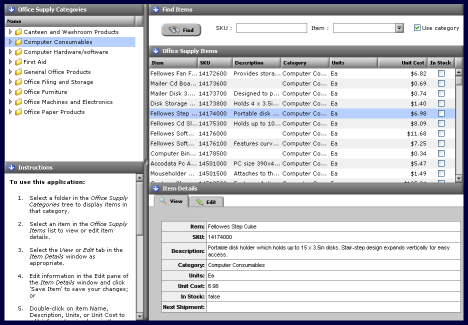 Office Supply Categories
Name
Canteen and Washroom Products
Computer Consumables
Computer Hardware/software
First Aid
General Office Products
Office Filing and Storage
Office Furniture
Office Machines and Electronics
Office Paper Products
Instructions
To use this application:
1. Select a folder in the Office Supply
Categories tree to display items in
that category.
2. Select an item in the Office Supply
Items list to view or edit item
details.
3. Select the View or Edit tab in the
Item Details window as
appropriate.
4. Edit information in the Edit pane of
the Item Details window and click
'Save Item' to save your changes;
or
5. Double-click on Item Name,
Description, Units, or Unit Cost to
Find Items
Find
SKU :
Item :
Use category
Office Supply Items
Item SKU Description Category Units Unit Cost In Stock
Fellowes Fan F... 14172600 Provides stora... Computer Co... Ea $6.82
Mailer Cd Boa... 14173600 Computer Co... Ea $0.69
Mailer Disk 3.... 14173700 Designed to p... Computer Co... Ea $0.74
Disk Storage ... 14173800 Holds 4 x 3.5i... Computer Co... Ea $1.40
Fellowes Step ... 14174000 Portable disk ... Computer Co... Ea $6.98
Fellowes Cd Sl... 14175300 Holds up to 10... Computer Co... Ea $8.09
Fellowes Soft... 14176000 Computer Co... Ea $11.68
Fellowes Soft... 14176100 Features curv... Computer Co... Ea $7.25
Computer Bin... 14178500 Computer Co... Ea $0.34
Accodata Po A... 14501000 PC size 390x4... Computer Co... Ea $5.47
Mouseholder ... 14501500 Attaches to th... Computer Co... Ea $1.49
Item Details
View Edit
Item: Fellowes Step Cube
SKU: 14174000
Description: Portable disk holder which holds up to 15 x 3.5in disks. Stair-step design expands vertically for easy
access.
Category: Computer Consumables
Units: Ea
Unit Cost: 6.98
In Stock: false
Next Shipment: